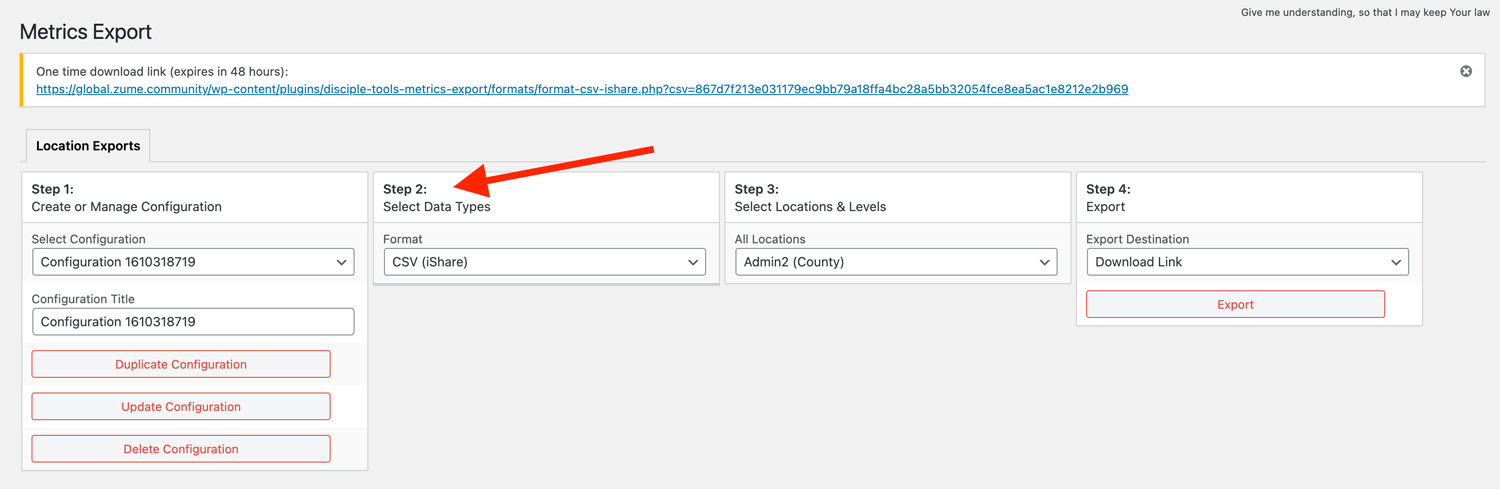 Give me understanding, so that I may keep Your law
Metrics Export
One time download link (expires in 48 hours):
https://global.zume.community/wp-content/plugins/disciple-tools-metrics-export/formats/format-csv-ishare.php?csv=867d7f213e031179ec9bb79a18ffa4bc28a5bb32054fce8ea5ac1e8212e2b969
Location Exports
Step 1:
Create or Manage Configuration
Select Configuration
Configuration 1610318719
Configuration Title
Configuration 1610318719
Duplicate Configuration
Update Configuration
Delete Configuration
Step 2:
Select Data Types
Format
CSV (iShare)
Step 3:
Select Locations & Levels
All Locations
Admin2 (County)
Step 4:
Export
Export Destination
Download Link
Export